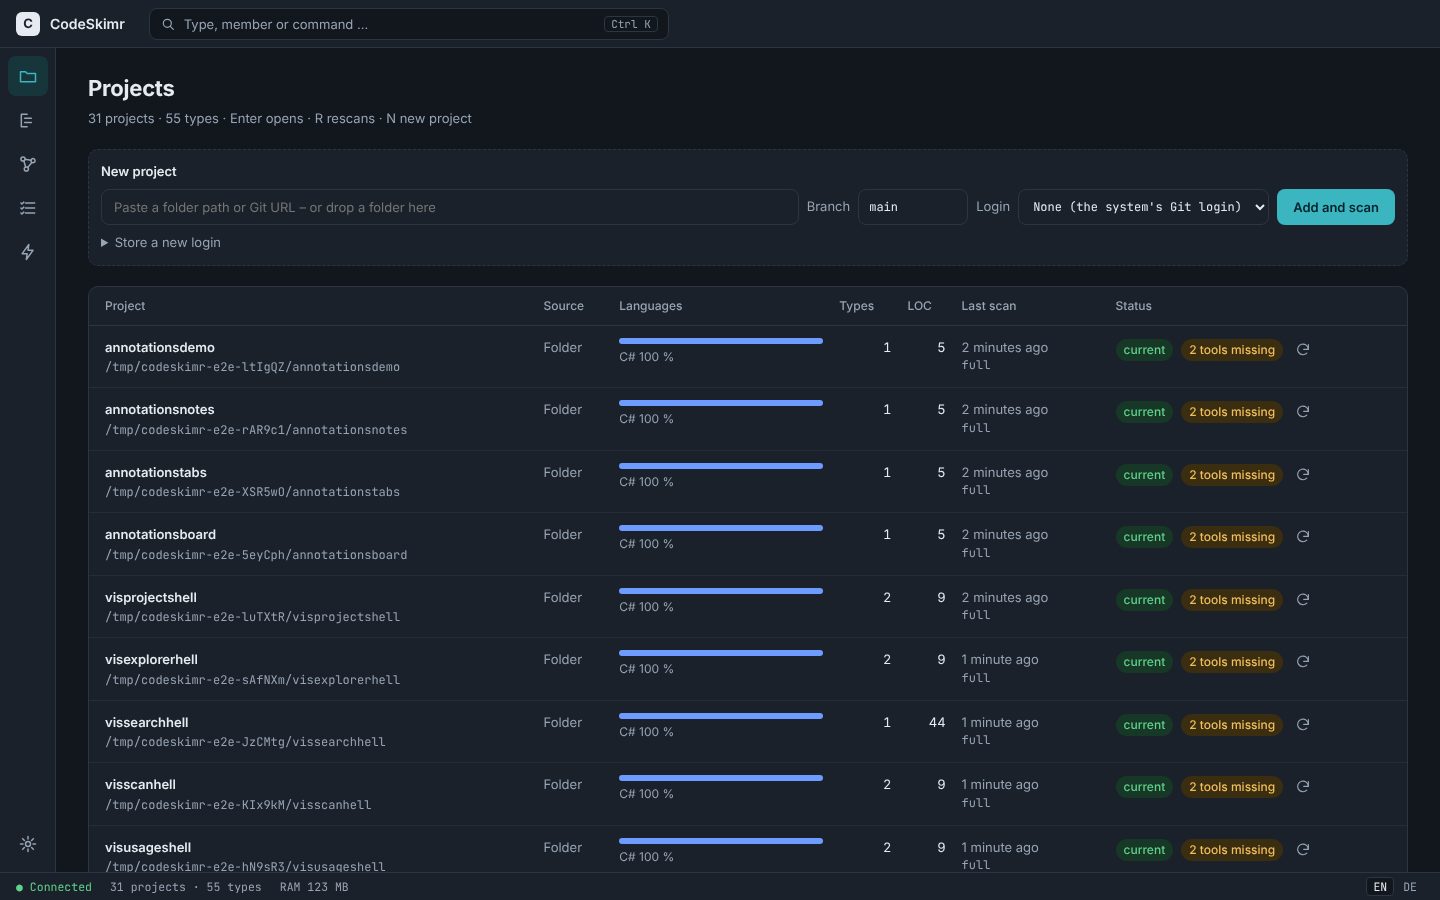 C CodeSkimr Type, member or command ... Ctrl K
Projects
31 projects · 55 types · Enter opens · R rescans · N new project
New project
Paste a folder path or Git URL – or drop a folder here Branch main Login None (the system's Git login) Add and scan
Store a new login
Project Source Languages Types LOC Last scan Status
annotationsdemo Folder 1 5 2 minutes ago current 2 tools missing
/tmp/codeskimr-e2e-ltIgQZ/annotationsdemo C# 100 % full
annotationsnotes Folder 1 5 2 minutes ago current 2 tools missing
/tmp/codeskimr-e2e-rAR9c1/annotationsnotes C# 100 % full
annotationstabs Folder 1 5 2 minutes ago current 2 tools missing
/tmp/codeskimr-e2e-XSR5wO/annotationstabs C# 100 % full
annotationsboard Folder 1 5 2 minutes ago current 2 tools missing
/tmp/codeskimr-e2e-5eyCph/annotationsboard C# 100 % full
visprojectshell Folder 2 9 2 minutes ago current 2 tools missing
/tmp/codeskimr-e2e-luTXtR/visprojectshell C# 100 % full
visexplorerhell Folder 2 9 1 minute ago current 2 tools missing
/tmp/codeskimr-e2e-sAfNXm/visexplorerhell C# 100 % full
vissearchhell Folder 1 44 1 minute ago current 2 tools missing
/tmp/codeskimr-e2e-JzCMtg/vissearchhell C# 100 % full
visscanhell Folder 2 9 1 minute ago current 2 tools missing
/tmp/codeskimr-e2e-KIx9kM/visscanhell C# 100 % full
visusageshell Folder 2 9 1 minute ago current 2 tools missing
/tmp/codeskimr-e2e-hN9sR3/visusageshell C# 100 % full
Connected 31 projects · 55 types RAM 123 MB EN DE